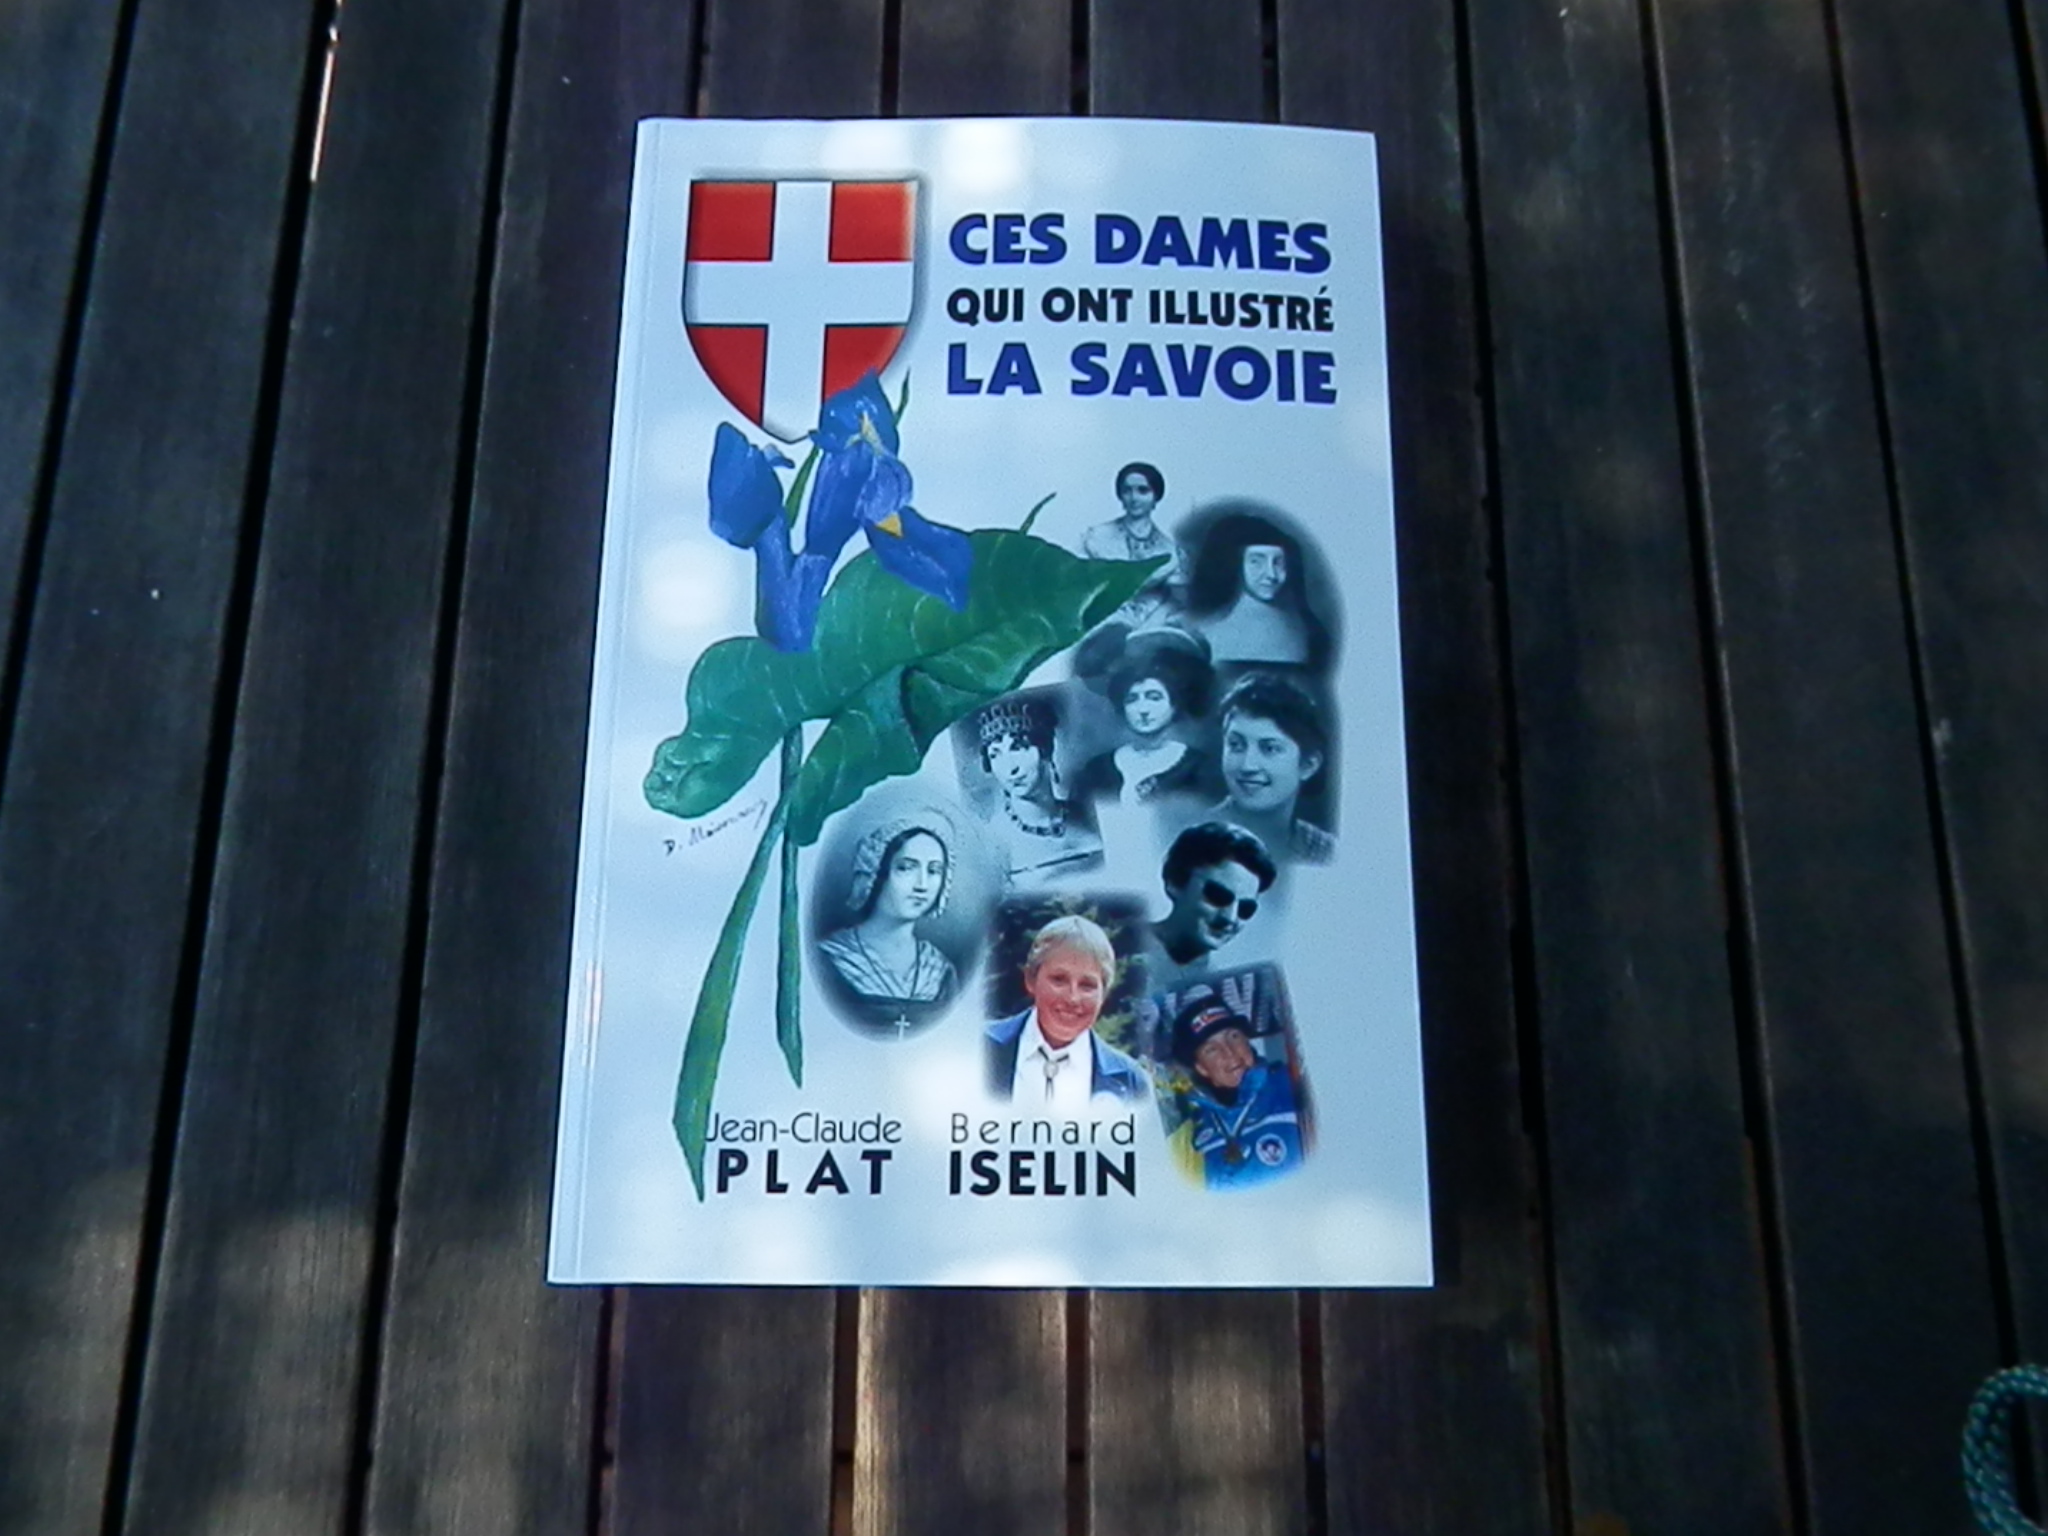 CES DAMES
QUI ONT ILLUSTRÉ
LA SAVOIE
Jean-Claude
PLAT
Bernard
ISELIN